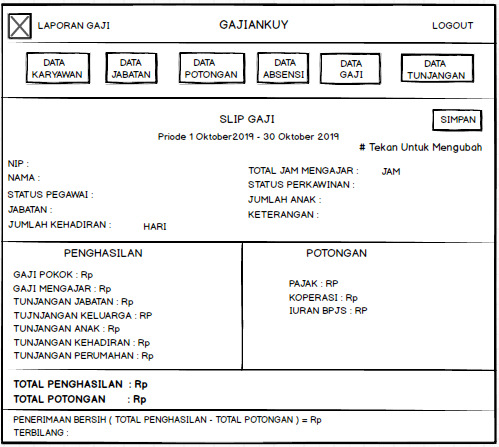 LAPORAN GAJI GAJIANKUY LOGOUT
DATA KARYAWAN
DATA JABATAN
DATA POTONGAN
DATA ABSENSI
DATA GAJI
DATA TUNJANGAN
SLIP GAJI
SIMPAN
Priode 1 Oktober2019 - 30 Oktober 2019
# Tekan Untuk Mengubah
NIP :
NAMA :
STATUS PEGAWAI :
JABATAN :
JUMLAH KEHADIRAN : HARI
TOTAL JAM MENGAJAR : JAM
STATUS PERKAWINAN :
JUMLAH ANAK :
KETERANGAN :
PENGHASILAN
GAJI POKOK : Rp
GAJI MENGAJAR : Rp
TUNJANGAN JABATAN : Rp
TUJNJANGAN KELUARGA : RP
TUNJANGAN ANAK : Rp
TUNJANGAN KEHADIRAN : Rp
TUNJANGAN PERUMAHAN : Rp
POTONGAN
PAJAK : RP
KOPERASI : Rp
IURAN BPJS : RP
TOTAL PENGHASILAN : Rp
TOTAL POTONGAN : Rp
PENERIMAAN BERSIH ( TOTAL PENGHASILAN - TOTAL POTONGAN ) = Rp
TERBILANG :